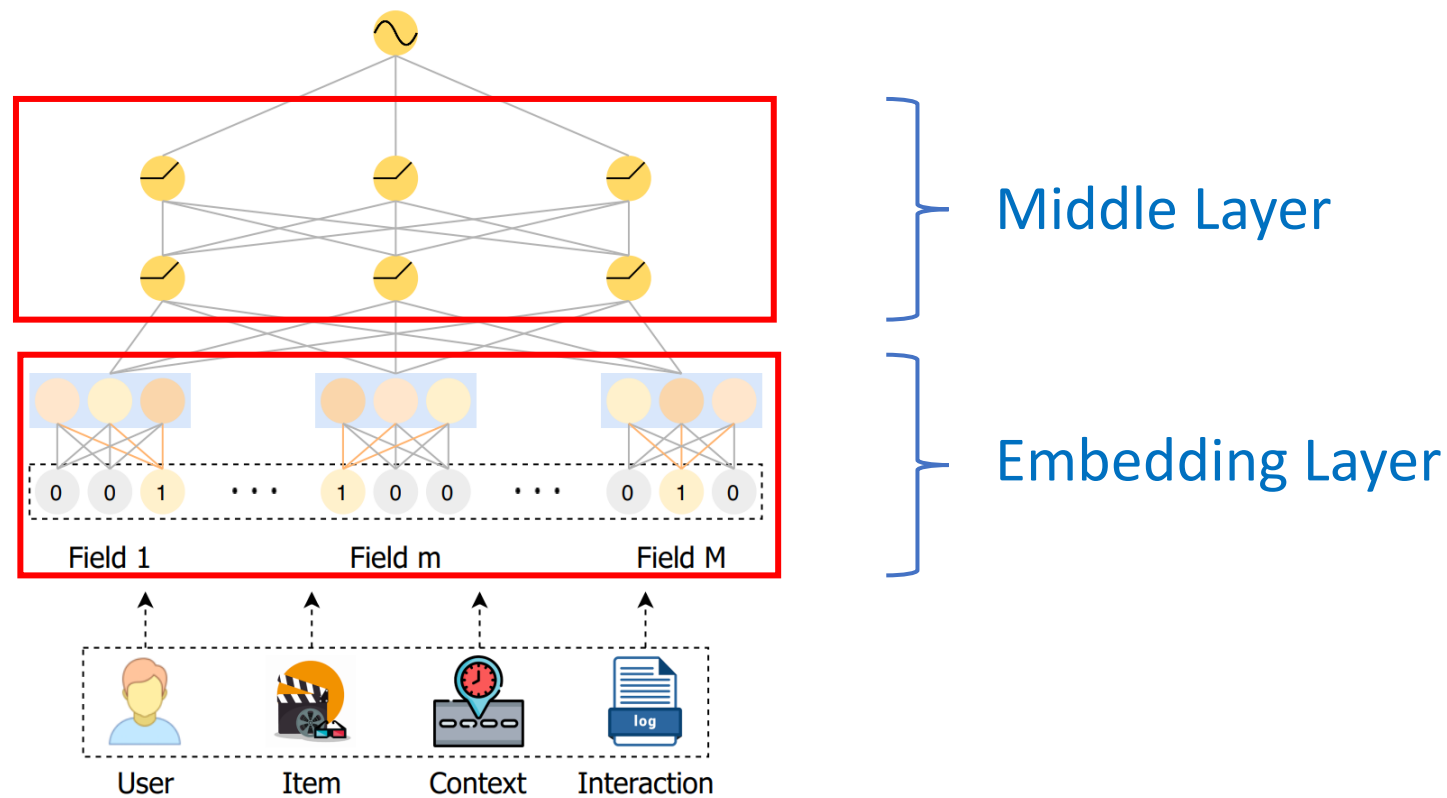 Middle Layer
Embedding Layer
0 0 1 · · · 1 0 0 · · · 0 1 0
Field 1 Field m Field M
log
User Item Context Interaction